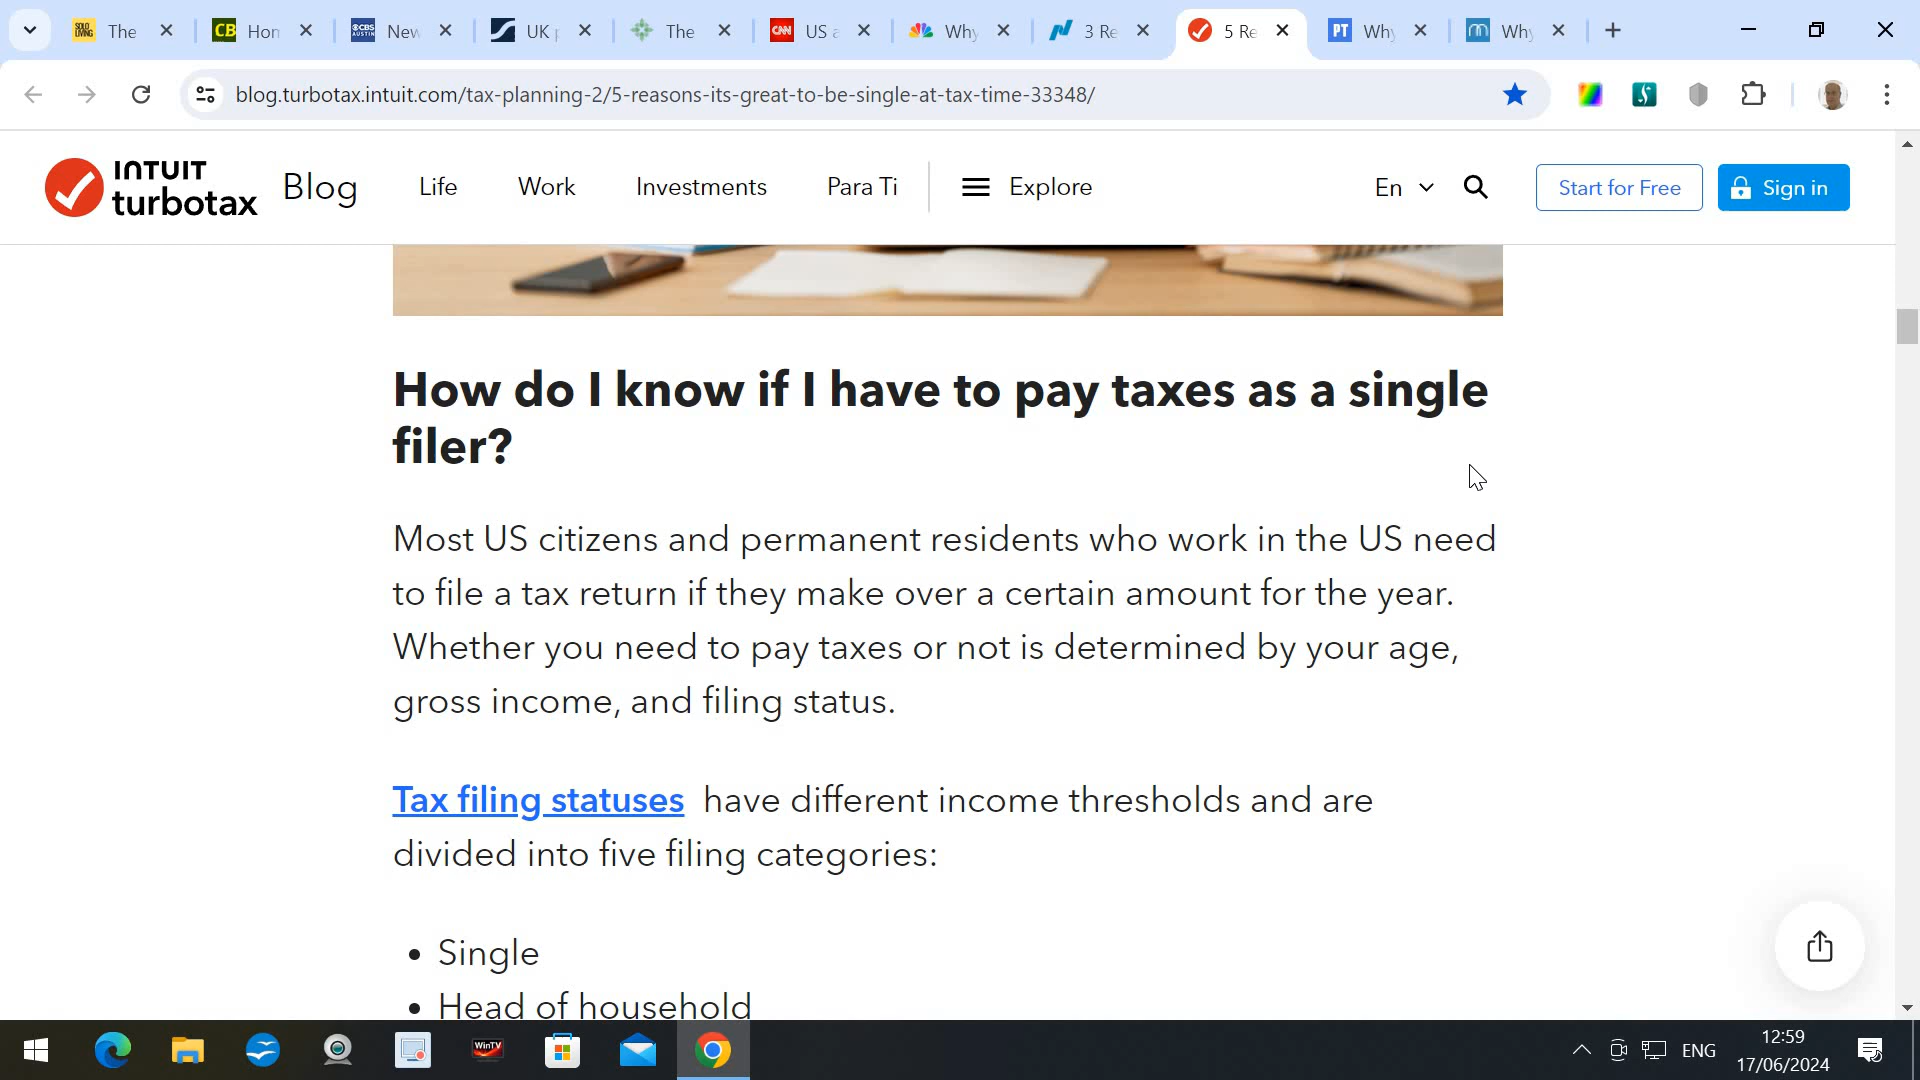 The
CB Hon
CBS AUSTIN New
UK
The
CNN US a
Why
3 Re
5 Re
PT Why
Why
blog.turbotax.intuit.com/tax-planning-2/5-reasons-its-great-to-be-single-at-tax-time-33348/
INTUIT
turbotax
Blog
Life
Work
Investments
Para Ti
Explore
En
Start for Free
Sign in
How do I know if I have to pay taxes as a single
filer?
Most US citizens and permanent residents who work in the US need
to file a tax return if they make over a certain amount for the year.
Whether you need to pay taxes or not is determined by your age,
gross income, and filing status.
Tax filing statuses have different income thresholds and are
divided into five filing categories:
• Single
• Head of household
WinTV
ENG
12:59
17/06/2024